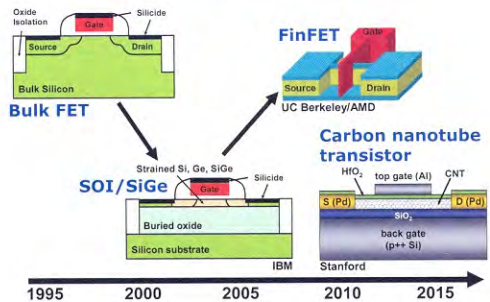 Oxide
Isolation
Gate
Silicide
Source
Drain
Bulk Silicon
Bulk FET
FinFET
Gate
Source
Drain
UC Berkeley/AMD
Strained Si, Ge, SiGe
SOI/SiGe
Silicide
Gate
Buried oxide
Silicon substrate
IBM
Carbon nanotube
transistor
HfO2
top gate (Al)
CNT
S (Pd)
D (Pd)
SiO2
back gate
(p++ Si)
Stanford
1995 2000 2005 2010 2015